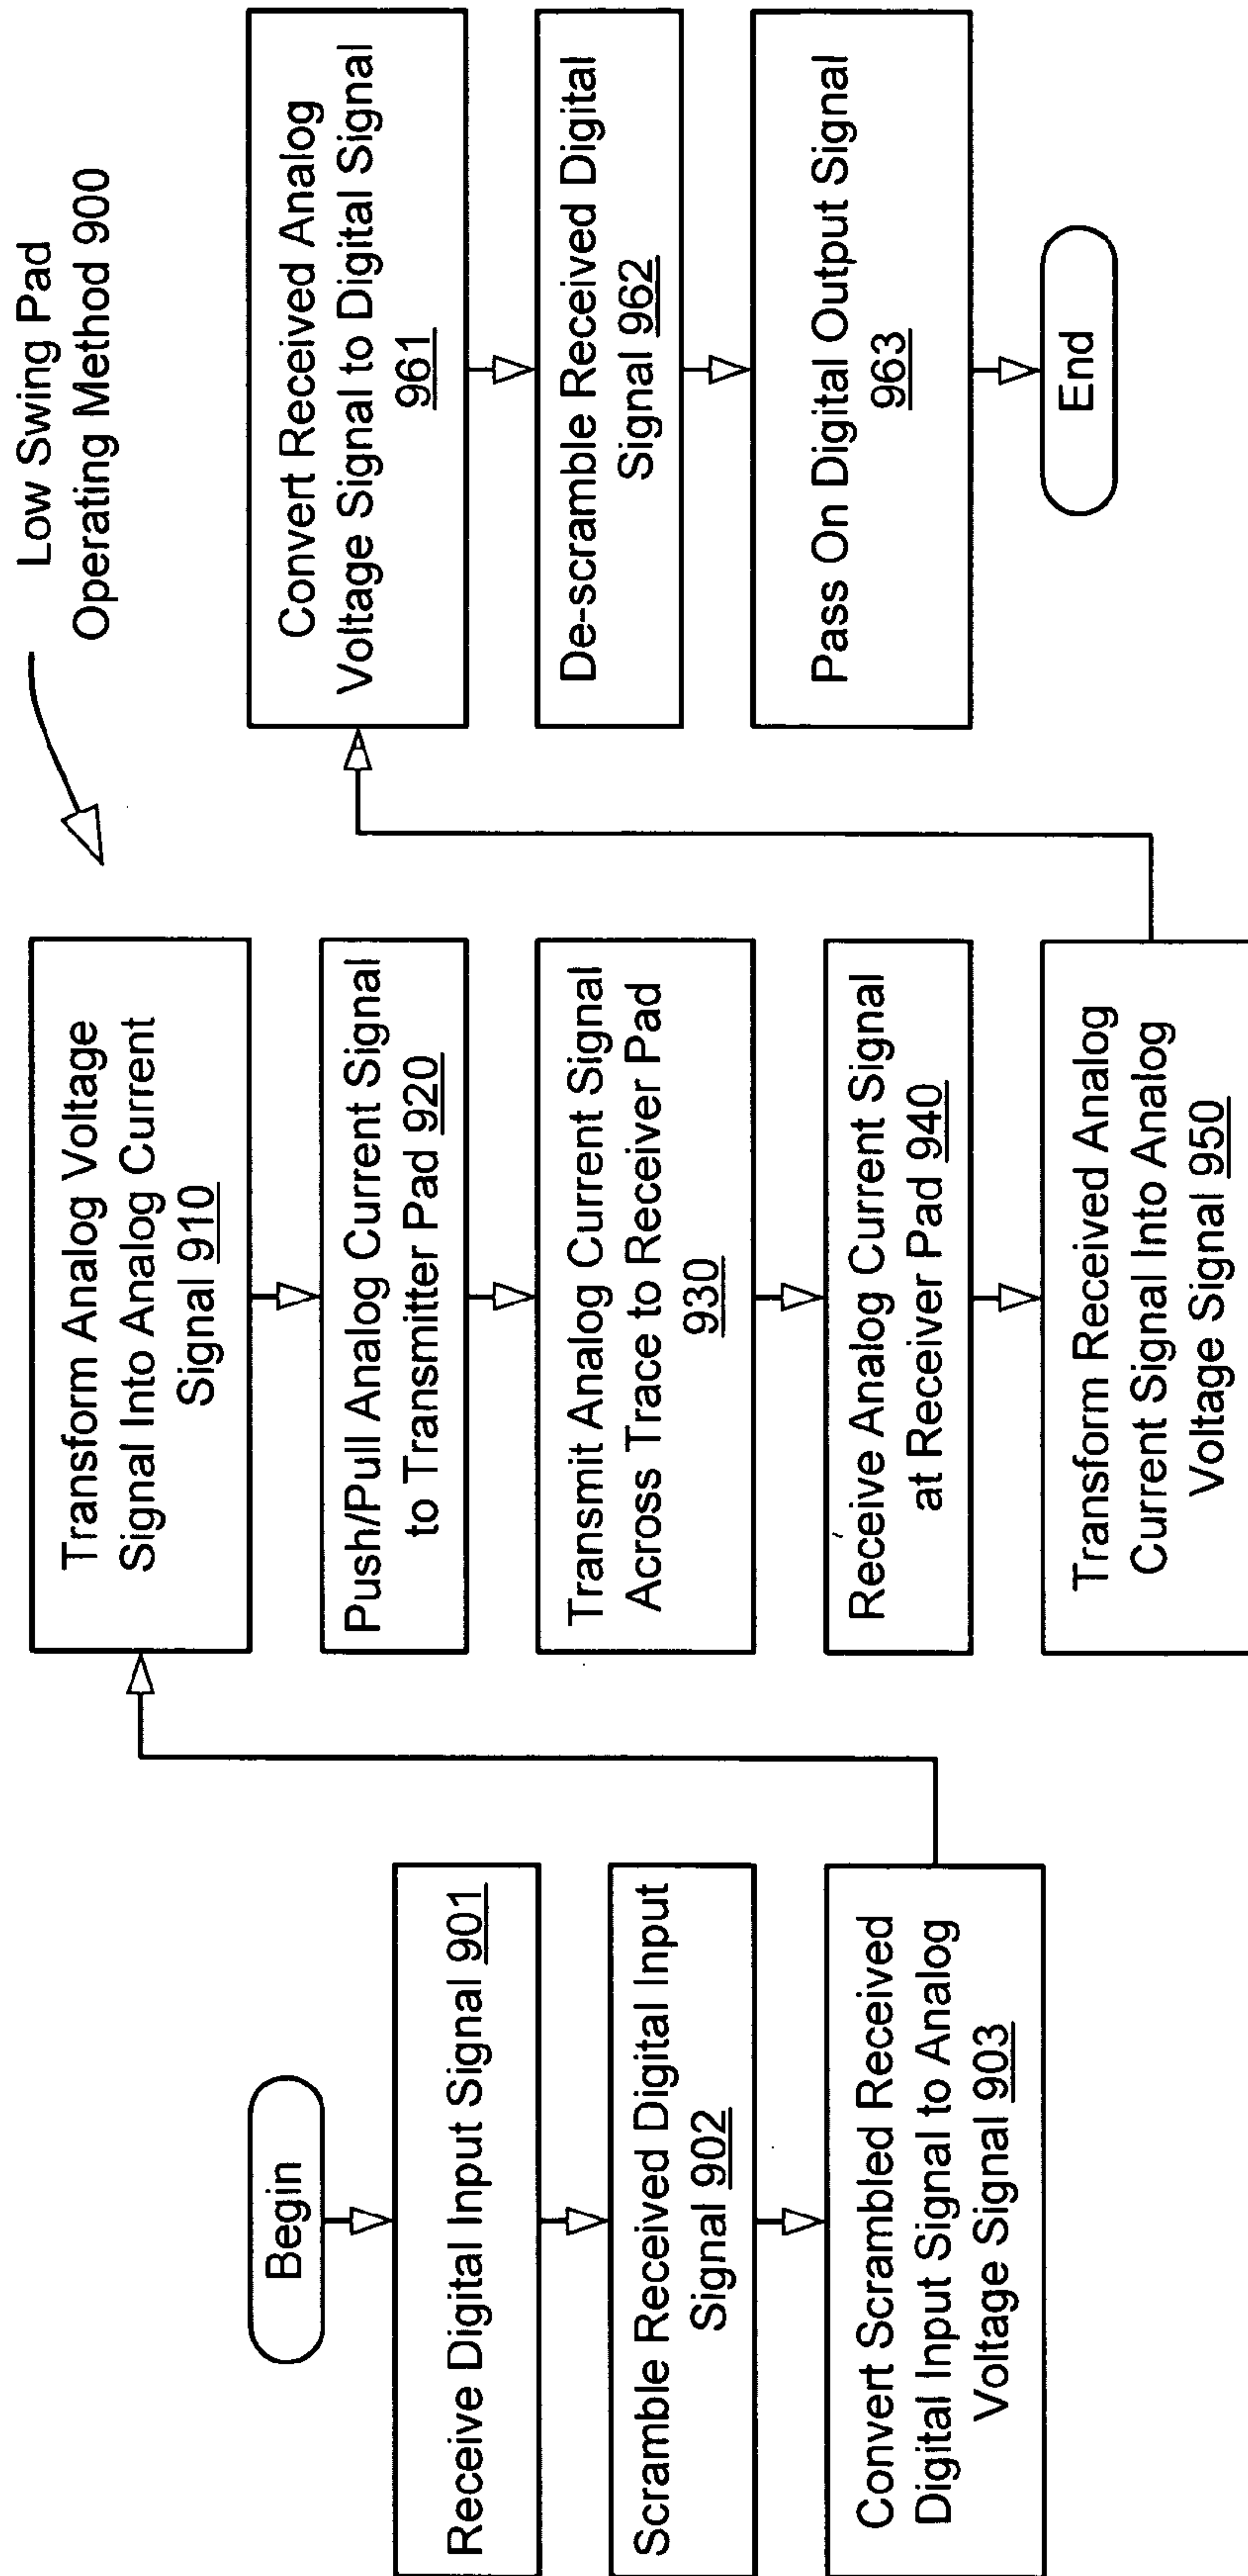 Low Swing Pad
Operating Method 900
Begin
Receive Digital Input Signal 901
Scramble Received Digital Input
Signal 902
Convert Scrambled Received
Digital Input Signal to Analog
Voltage Signal 903
Transform Analog Voltage
Signal Into Analog Current
Signal 910
Push/Pull Analog Current Signal
to Transmitter Pad 920
Transmit Analog Current Signal
Across Trace to Receiver Pad
930
Receive Analog Current Signal
at Receiver Pad 940
Transform Received Analog
Current Signal Into Analog
Voltage Signal 950
Convert Received Analog
Voltage Signal to Digital Signal
961
De-scramble Received Digital
Signal 962
Pass On Digital Output Signal
963
End